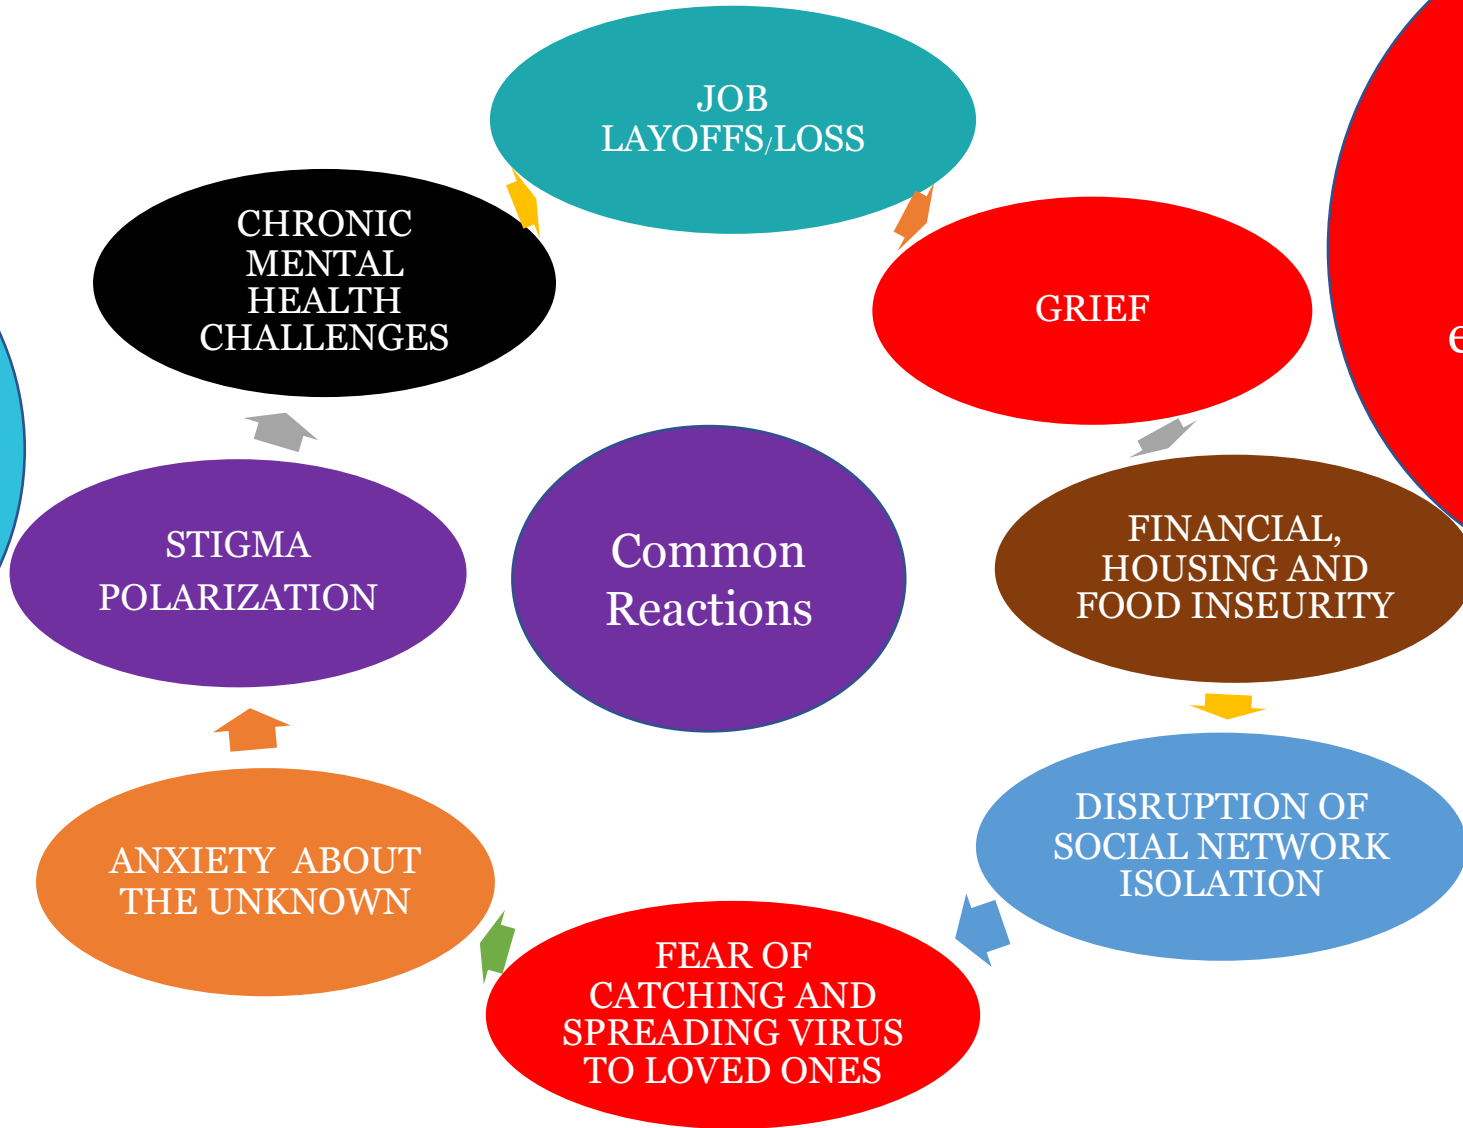 JOB
LAYOFFS/LOSS
CHRONIC
MENTAL
HEALTH
CHALLENGES
GRIEF
e
STIGMA
POLARIZATION
Common
Reactions
FINANCIAL,
HOUSING AND
FOOD INSEURITY
DISRUPTION OF
SOCIAL NETWORK
ISOLATION
ANXIETY ABOUT
THE UNKNOWN
FEAR OF
CATCHING AND
SPREADING VIRUS
TO LOVED ONES